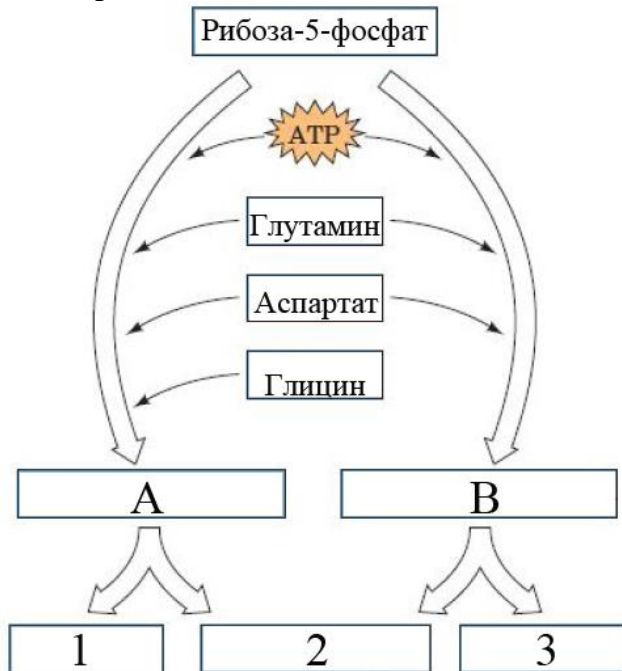 Рибоза-5-фосфат
ATP
Глутамин
Аспартат
Глицин
A B
1 2 3